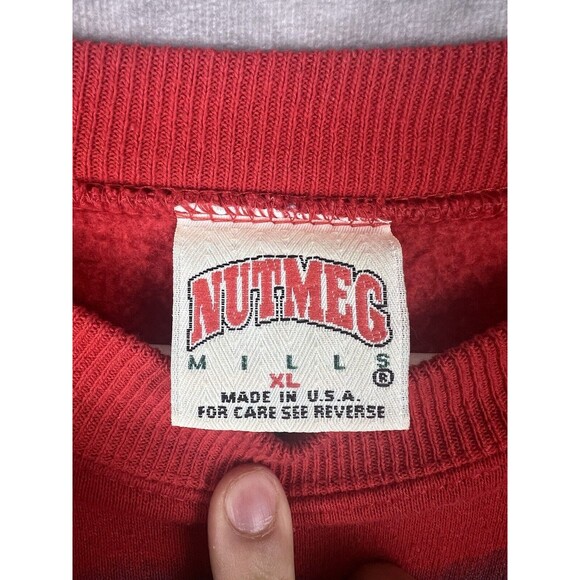 NUTMEG
MILLS
XL ®
MADE IN U.S.A.
FOR CARE SEE REVERSE